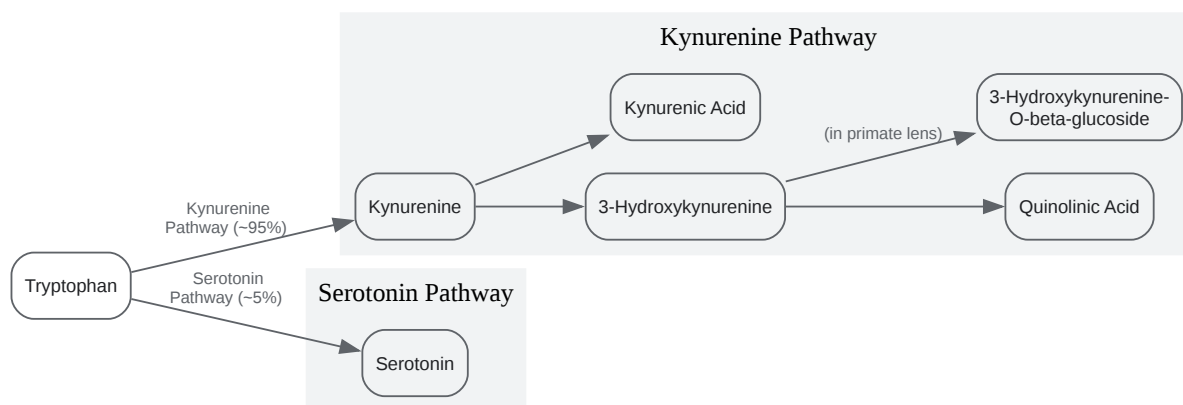 Kynurenine Pathway
Kynurenic Acid
3-Hydroxykynurenine-
O-beta-glucoside
(in primate lens)
Kynurenine
3-Hydroxykynurenine
Quinolinic Acid
Kynurenine
Pathway (~95%)
Tryptophan
Serotonin
Pathway (~5%)
Serotonin Pathway
Serotonin